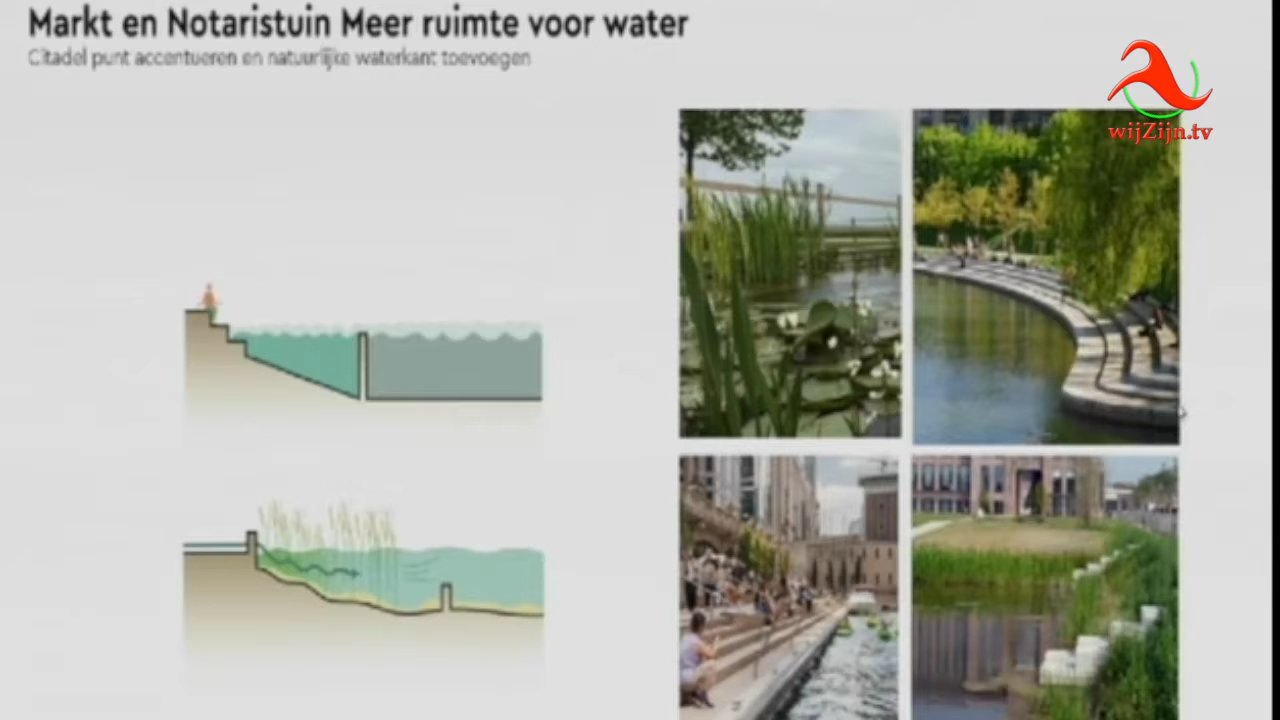 Markt en Notaristuin Meer ruimte voor water
Citadel punt accentueren en natuurlijke waterkant toevoegen
wijZijn.tv